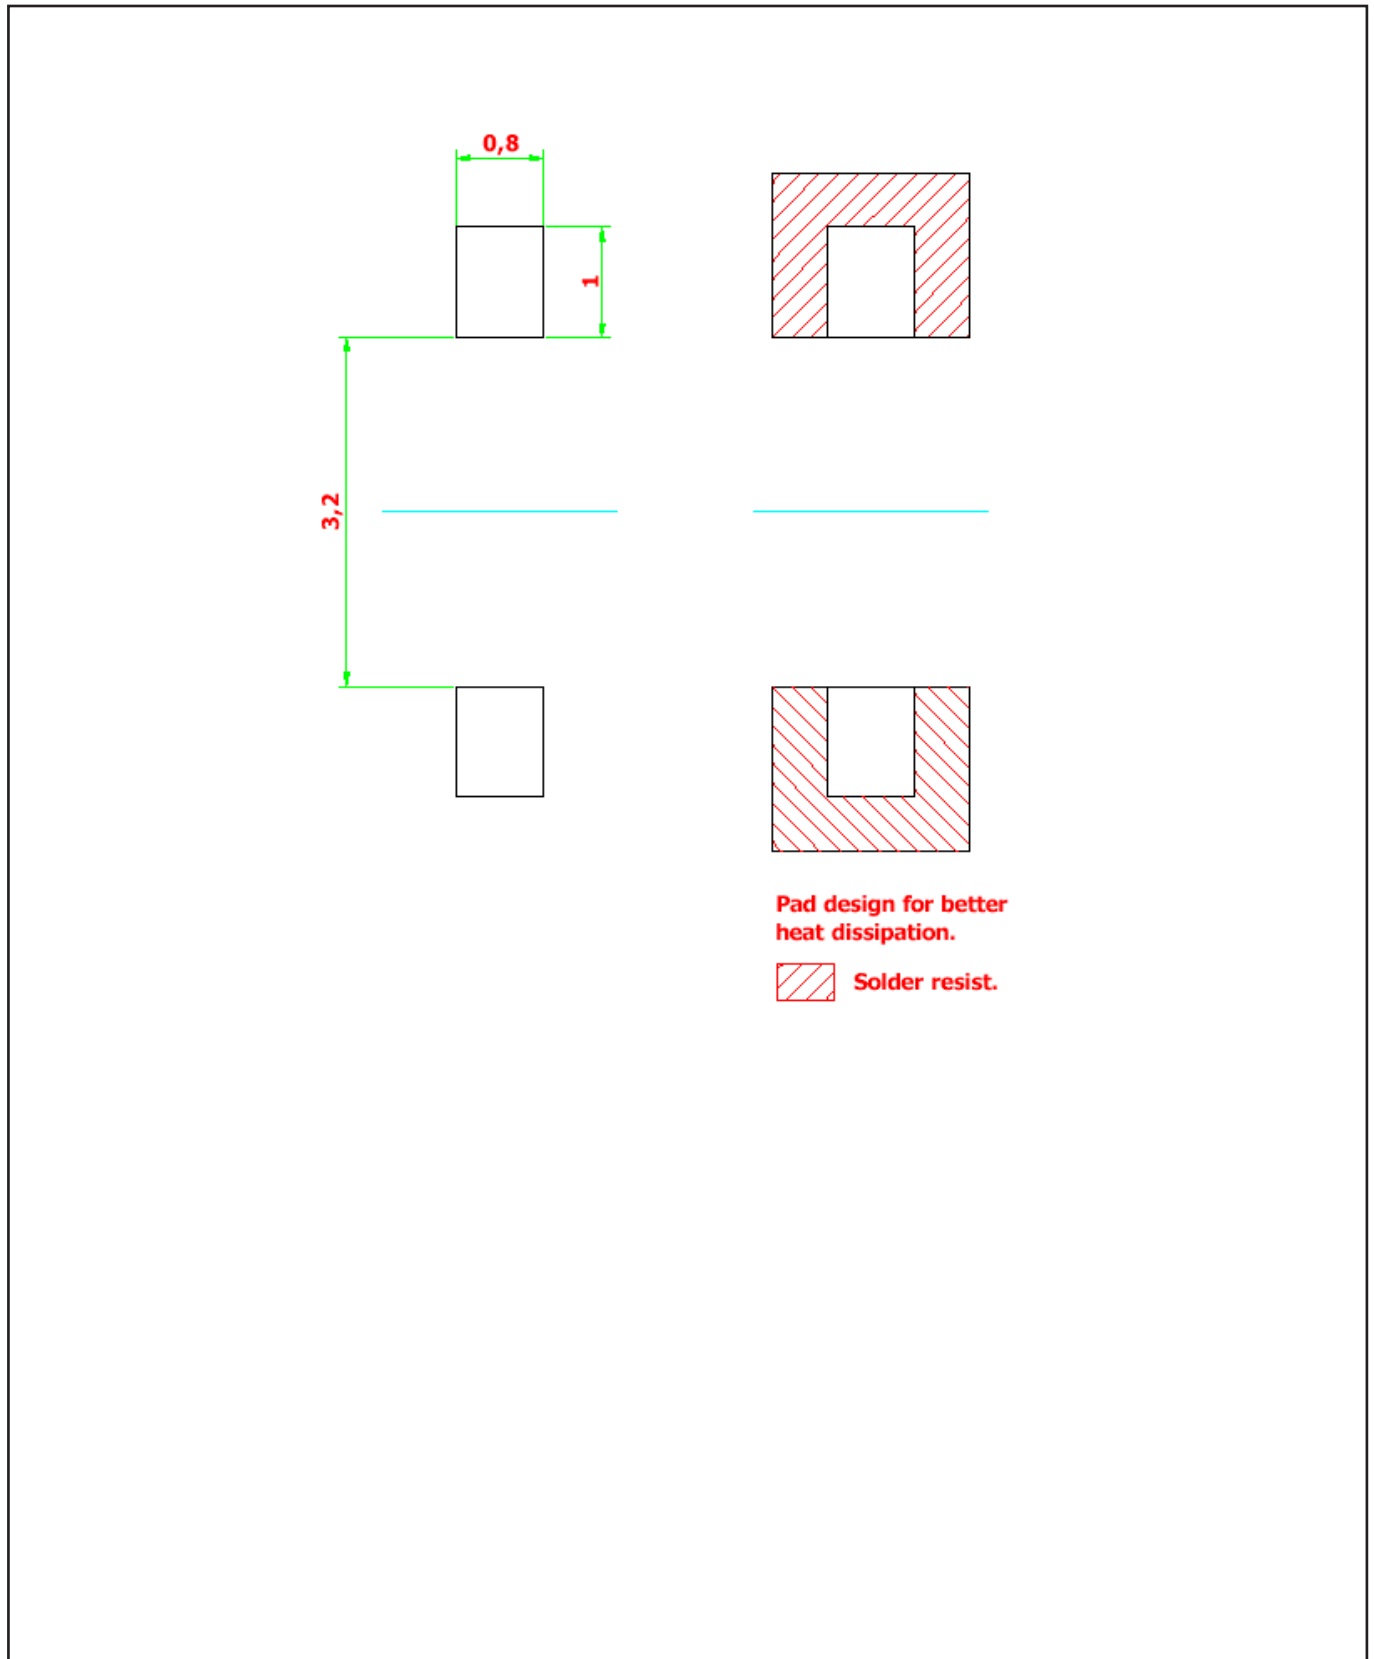 0,8
1
3,2
Pad design for better
heat dissipation.
Solder resist.